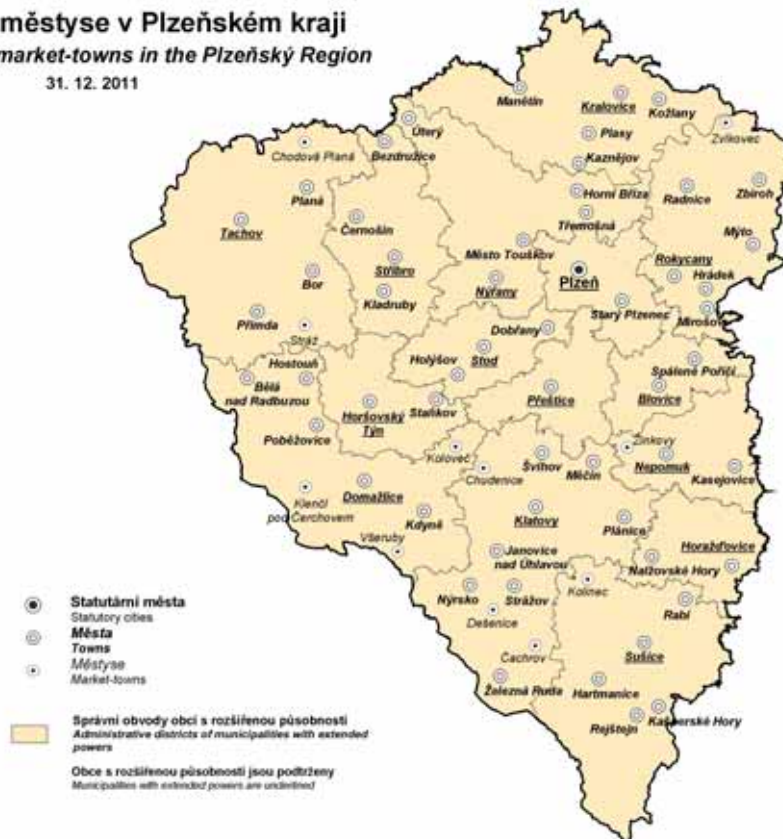 městyse v Plzeňském kraji
market-towns in the Plzeňský Region
31. 12. 2011
Manětín
Kralovice
Kožlany
Úterý
Plasy
Zvíkovec
Chodová Planá
Bezdružice
Kaznějov
Planá
Horní Bříza
Radnice
Zbiroh
Tachov
Černošín
Třemošná
Město Touškov
Mýto
Stříbro
Rokycany
Bor
Nýřany
Plzeň
Hrádek
Kladruby
Starý Plzenec
Mirošov
Přimda
Stráž
Dobřany
Hostouň
Holýšov
Stod
Spálené Poříčí
Bělá
nad Radbuzou
Horšovský
Týn
Staňkov
Přeštice
Blovice
Poběžovice
Koloveč
Žinkovy
Švihov
Měčín
Nepomuk
Kasejovice
Chudenice
Klenčí
pod Čerchovem
Domažlice
Kdyně
Klatovy
Plánice
Horažďovice
Všeruby
Janovice
nad Úhlavou
Nalžovské Hory
Nýrsko
Strážov
Kolinec
Rabí
Dešenice
Čachrov
Sušice
Železná Ruda
Hartmanice
Rejštejn
Kašperské Hory
Statutární města
Statutory cities
Města
Towns
Městyse
Market-towns
Správní obvody obcí s rozšířenou působností
Administrative districts of municipalities with extended
powers
Obce s rozšířenou působností jsou podtrženy
Municipalities with extended powers are underlined